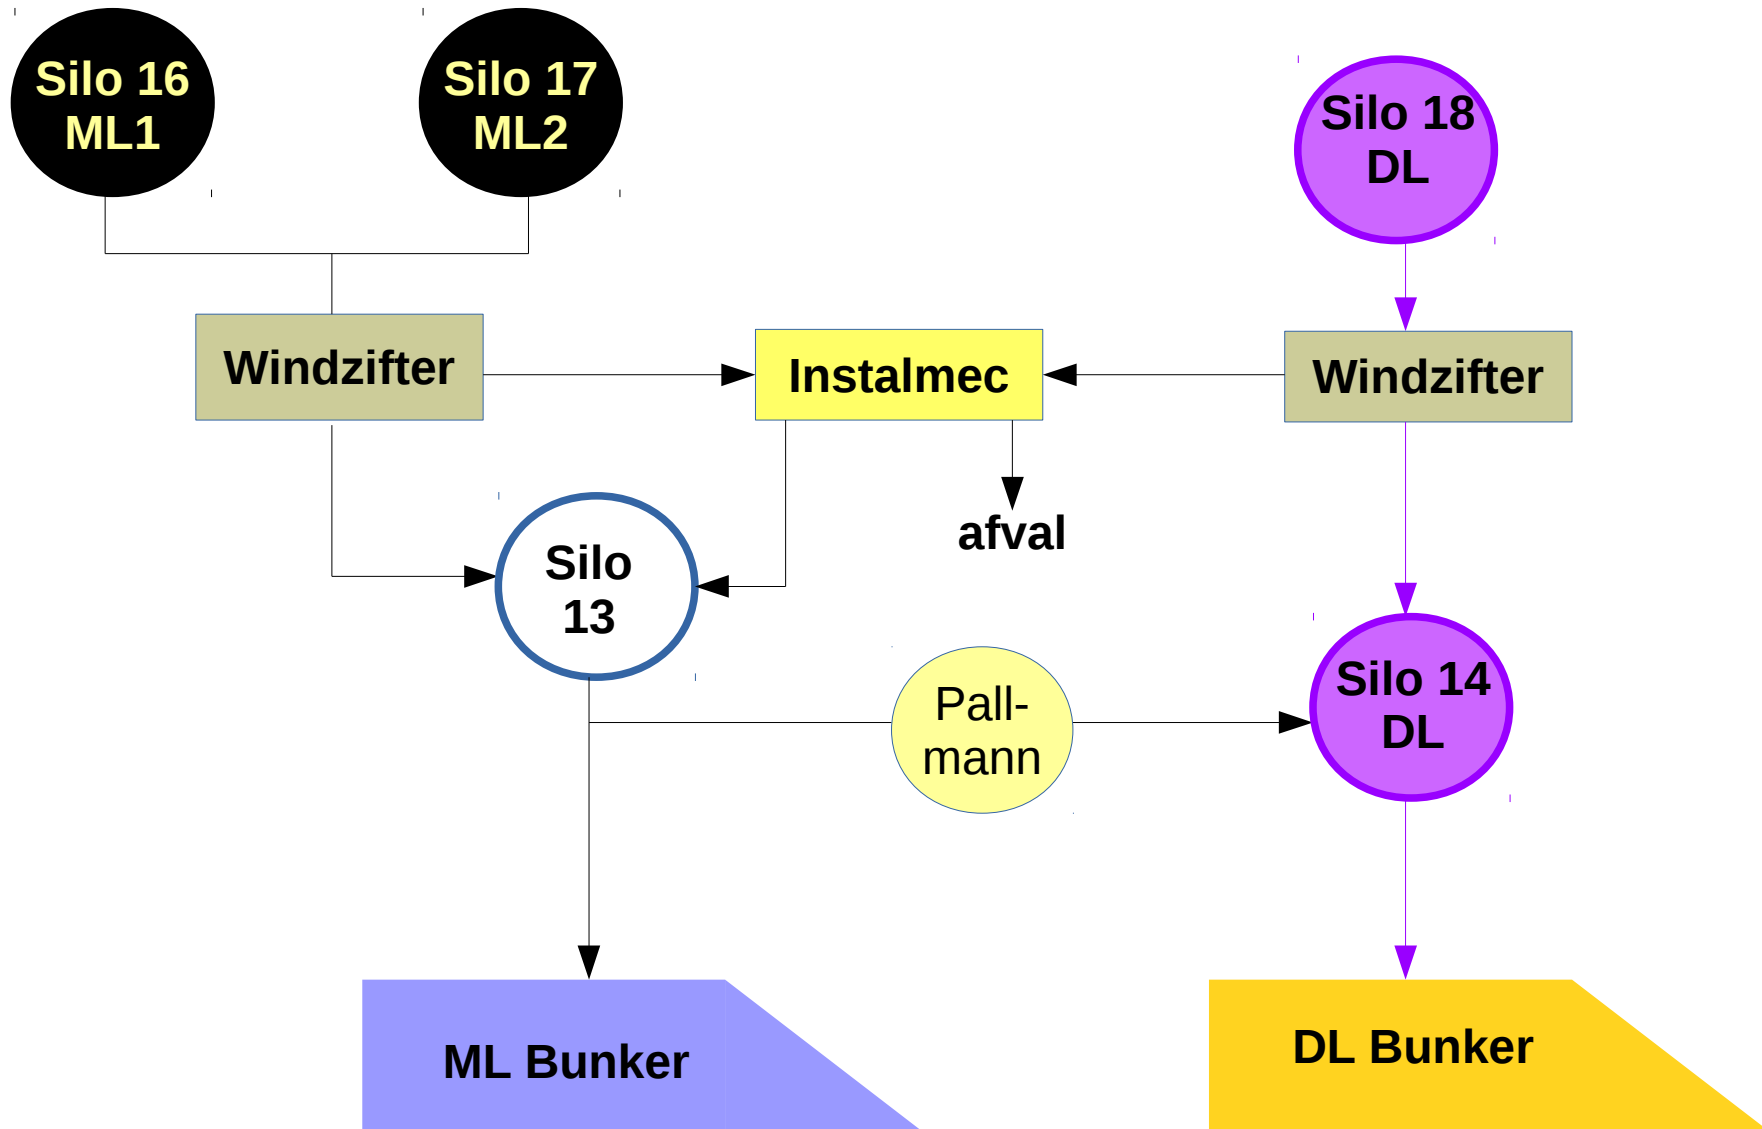 Silo 16
ML1
Silo 17
ML2
Silo 18
DL
Windzifter
Instalmec
Windzifter
afval
Silo
13
Pall-
mann
Silo 14
DL
ML Bunker
DL Bunker